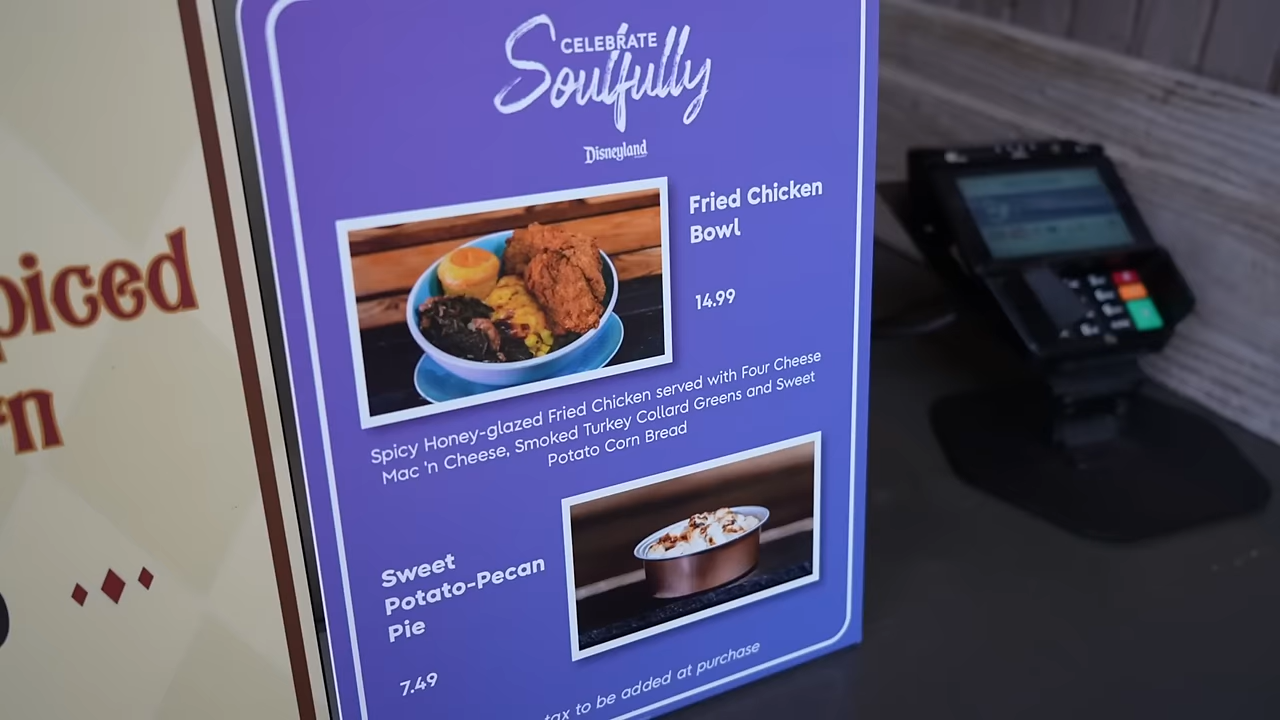 CELEBRATE
Soulfully
Disneyland
Fried Chicken
Bowl
14.99
Spicy Honey-glazed Fried Chicken served with Four Cheese
Mac 'n Cheese, Smoked Turkey Collard Greens and Sweet
Potato Corn Bread
Sweet
Potato-Pecan
Pie
7.49
tax to be added at purchase
piced
rn